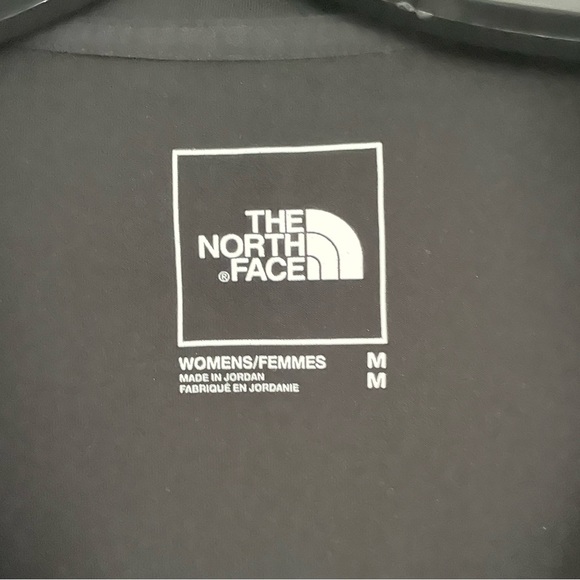 THE
NORTH
®FACE
WOMENS/FEMMES M
MADE IN JORDAN M
FABRIQUÉ EN JORDANIE